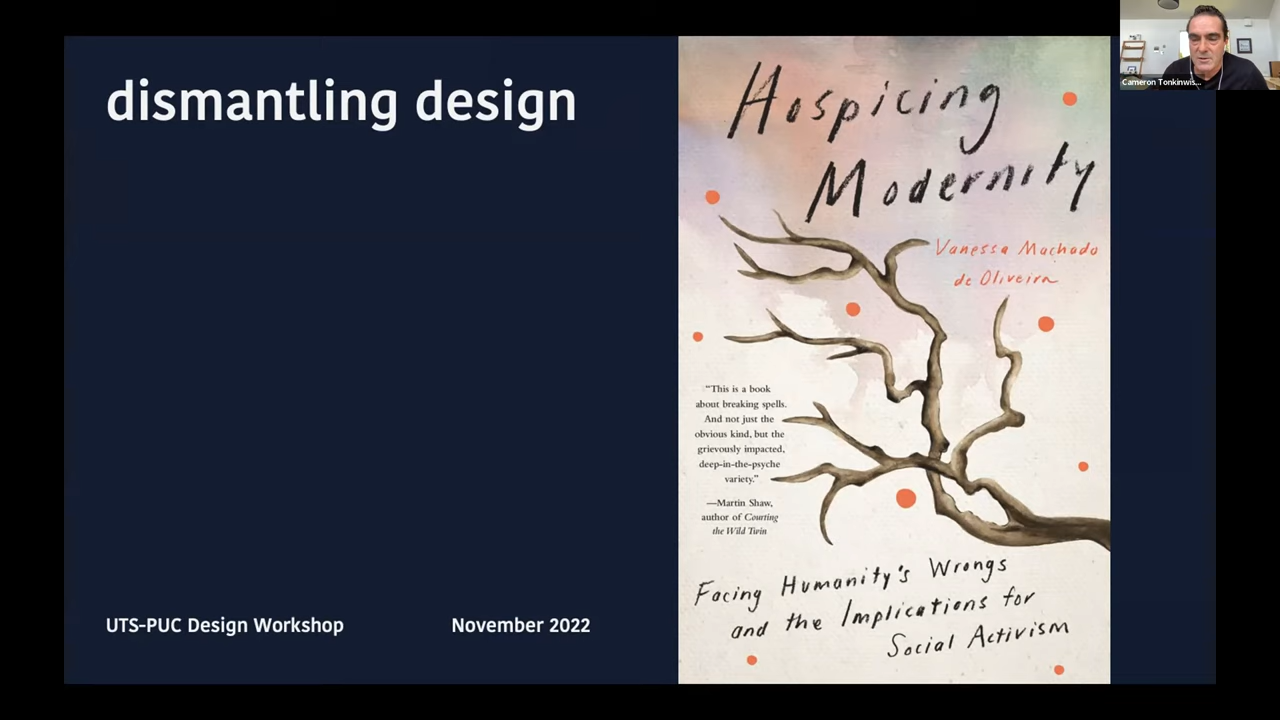 dismantling design
UTS-PUC Design Workshop
November 2022
Hospicing
Modernity
Vanessa Machado
de Oliveira
“This is a book
about breaking spells.
And not just the
obvious kind, but the
grievously impacted,
deep-in-the-psyche
variety.”
—Martin Shaw,
author of Courting
the Wild Twin
Facing Humanity's Wrongs
and the Implications for
Social Activism
Cameron Tonkinwis...